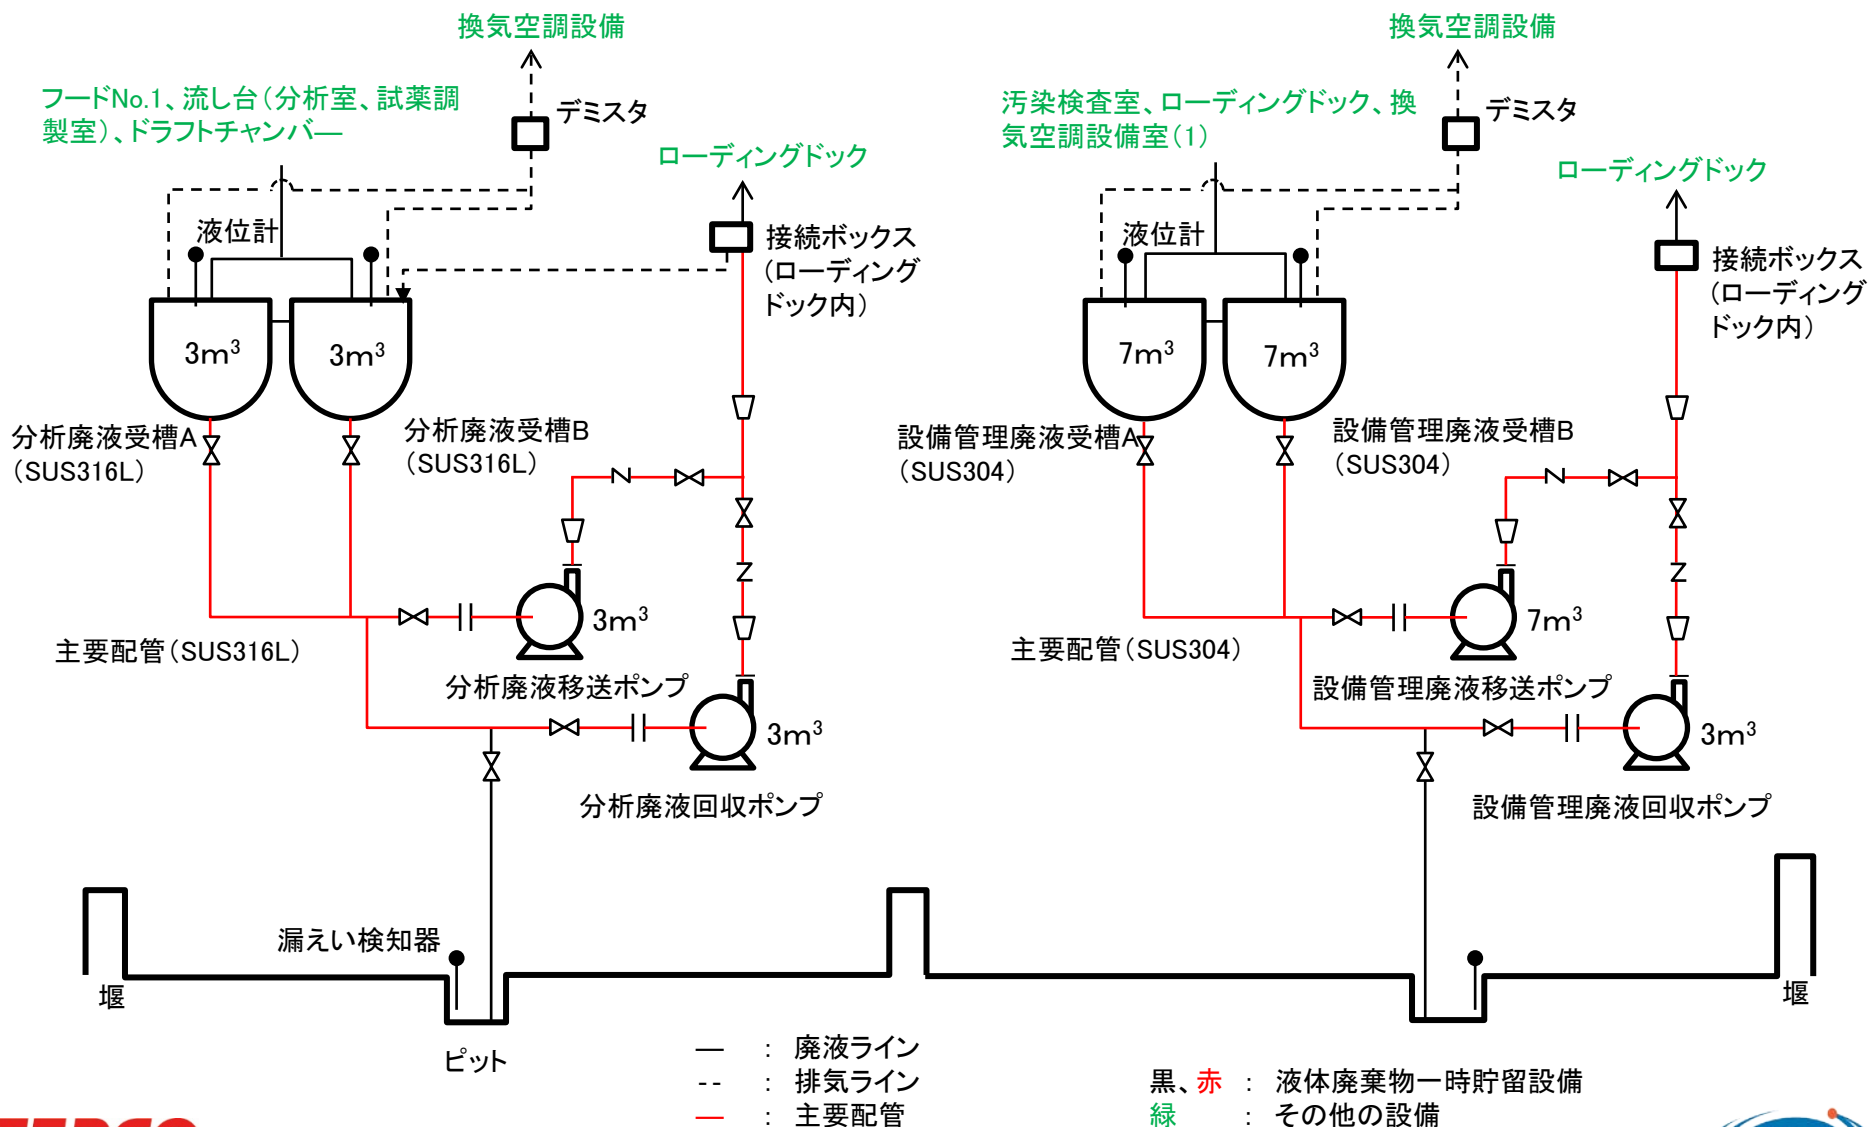 換気空調設備
フードNo.1、流し台(分析室、試薬調
製室)、ドラフトチャンバー
デミスタ
ローディングドック
液位計
接続ボックス
(ローディング
ドック内)
3m³
3m³
分析廃液受槽A
(SUS316L)
分析廃液受槽B
(SUS316L)
3m³
主要配管(SUS316L)
分析廃液移送ポンプ
3m³
分析廃液回収ポンプ
漏えい検知器
堰
ピット
換気空調設備
汚染検査室、ローディングドック、換
気空調設備室(1)
デミスタ
ローディングドック
液位計
接続ボックス
(ローディング
ドック内)
7m³
7m³
設備管理廃液受槽A
(SUS304)
設備管理廃液受槽B
(SUS304)
7m³
主要配管(SUS304)
設備管理廃液移送ポンプ
3m³
設備管理廃液回収ポンプ
堰
— : 廃液ライン
-- : 排気ライン
— : 主要配管
黒、赤 : 液体廃棄物一時貯留設備
緑 : その他の設備